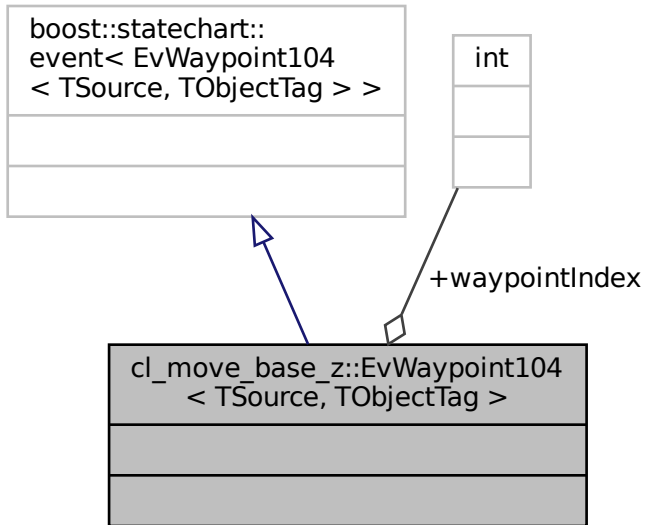 boost::statechart::
event< EvWaypoint104
< TSource, TObjectTag > >
int
+waypointIndex
cl_move_base_z::EvWaypoint104
< TSource, TObjectTag >